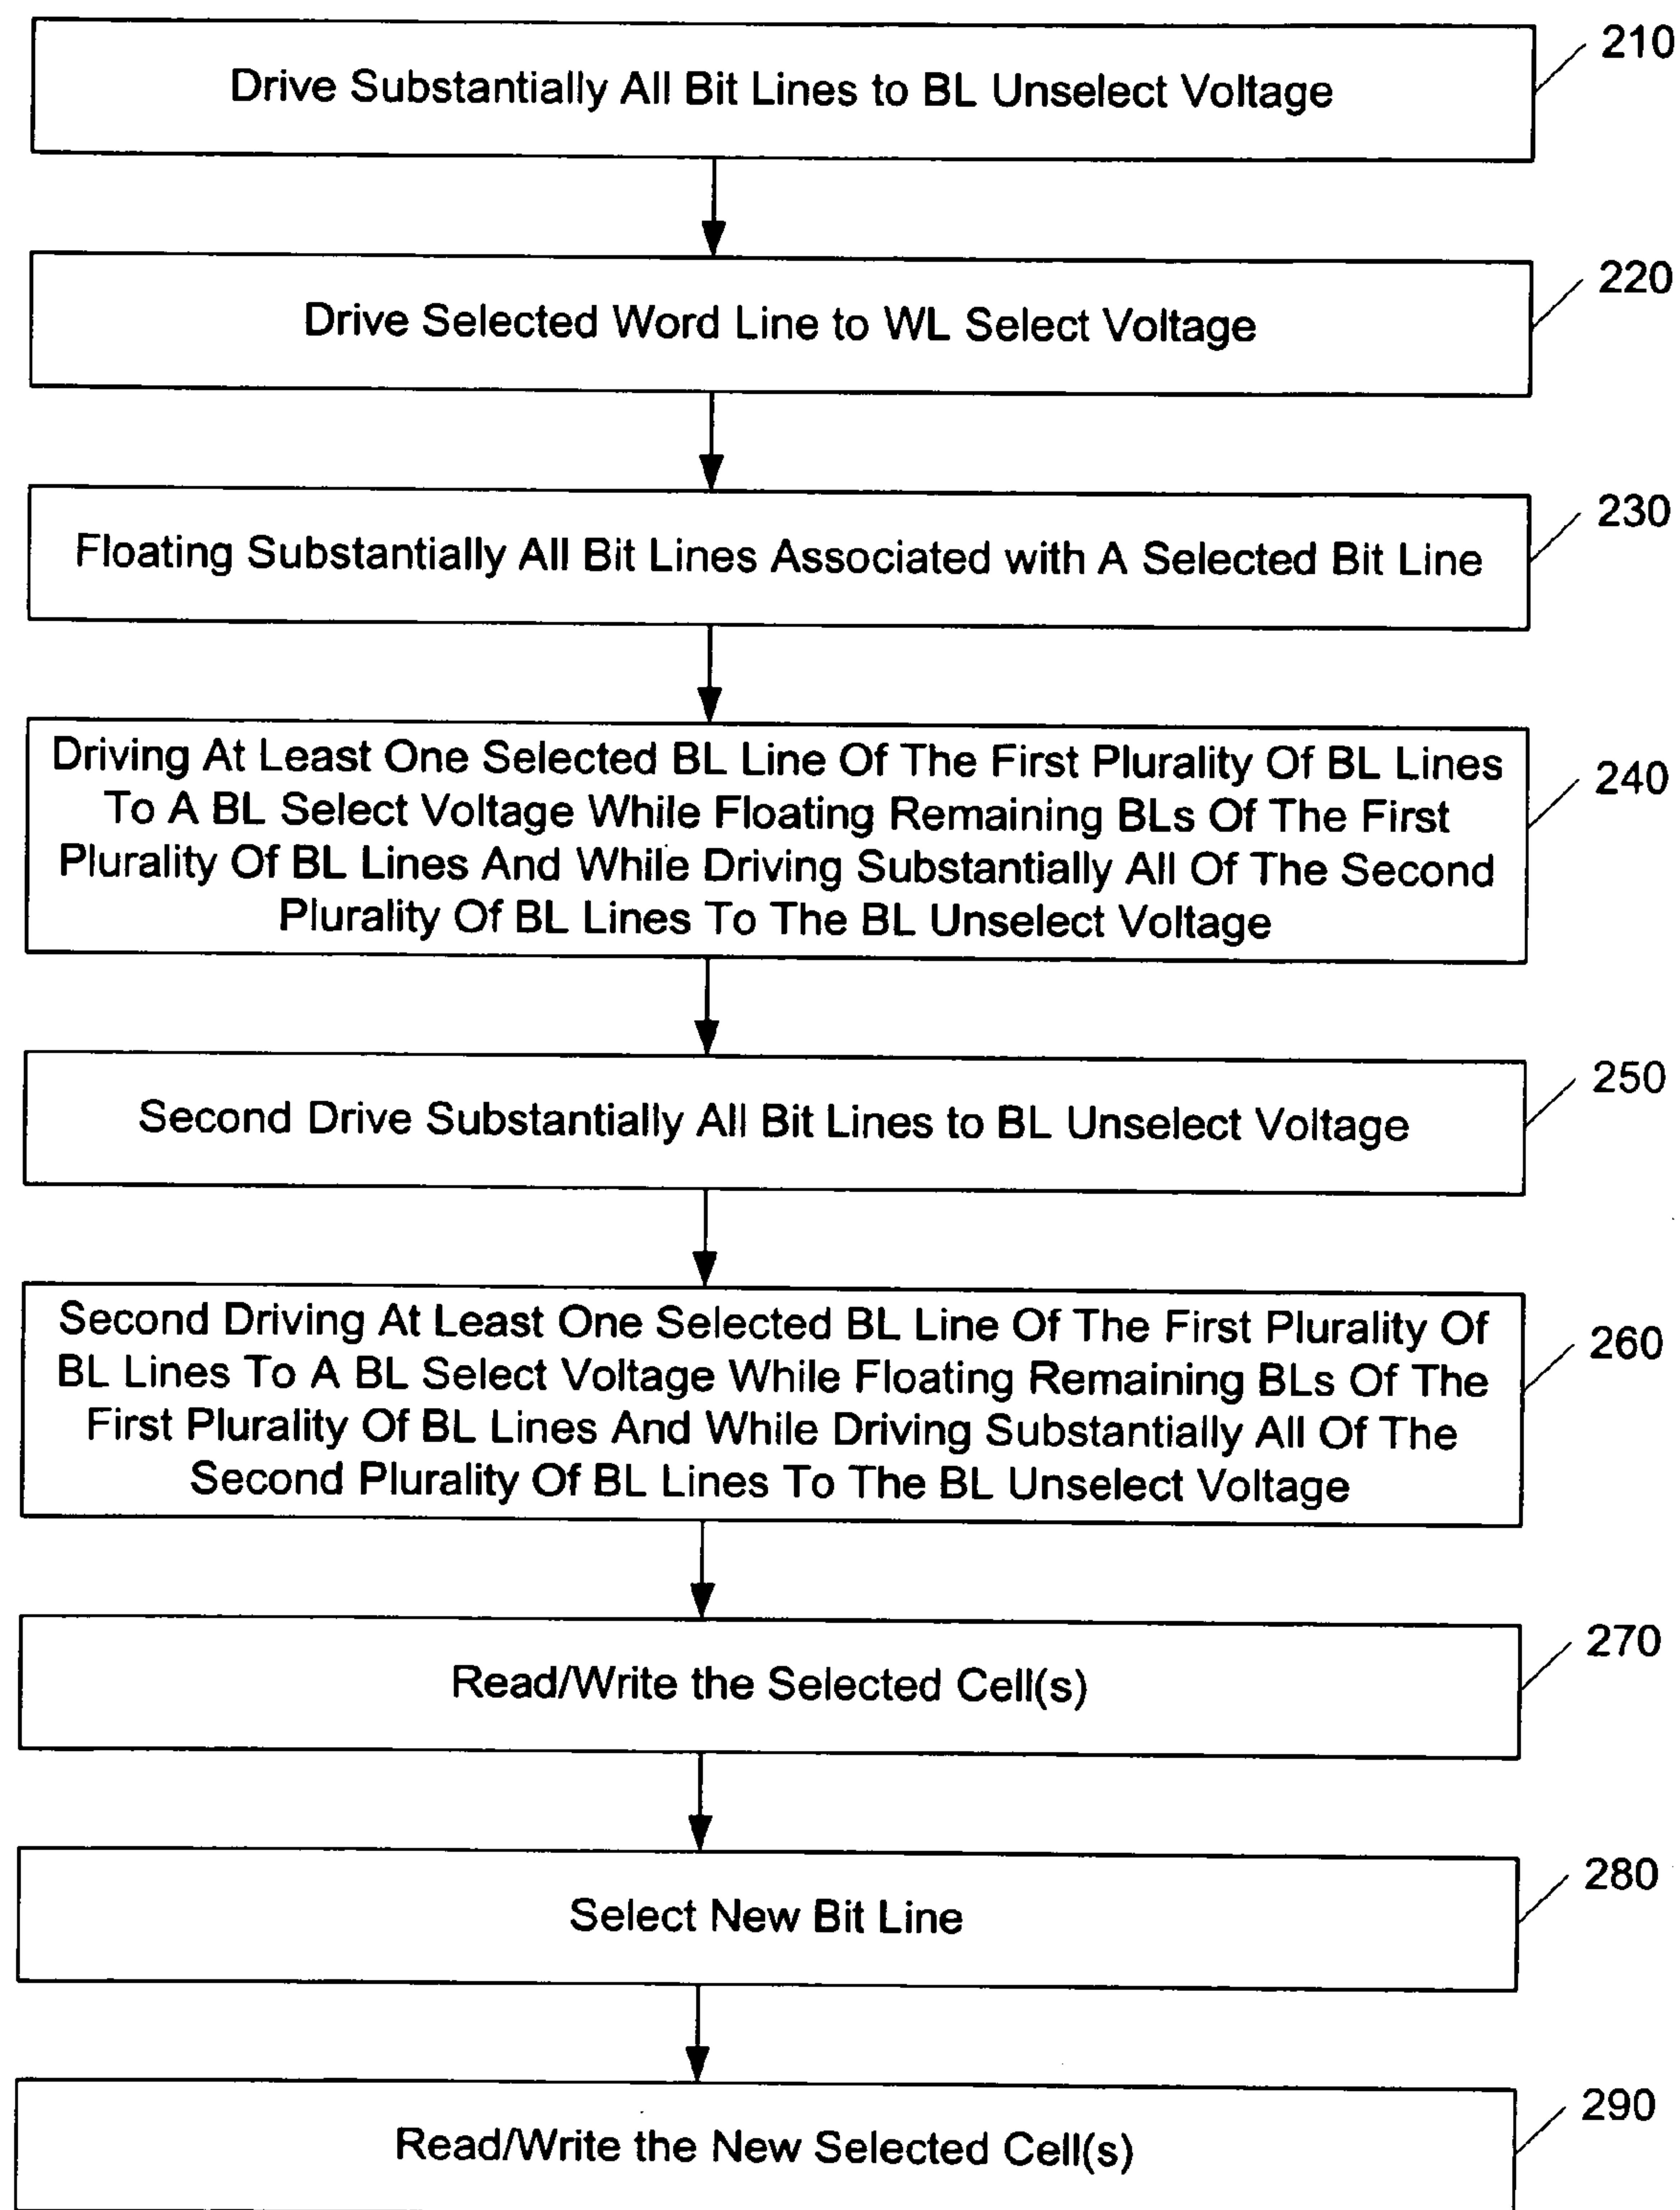 210
Drive Substantially All Bit Lines to BL Unselect Voltage
220
Drive Selected Word Line to WL Select Voltage
230
Floating Substantially All Bit Lines Associated with A Selected Bit Line
Driving At Least One Selected BL Line Of The First Plurality Of BL Lines
240
To A BL Select Voltage While Floating Remaining BLs Of The First
Plurality Of BL Lines And While Driving Substantially All Of The Second
Plurality Of BL Lines To The BL Unselect Voltage
250
Second Drive Substantially All Bit Lines to BL Unselect Voltage
Second Driving At Least One Selected BL Line Of The First Plurality Of
260
BL Lines To A BL Select Voltage While Floating Remaining BLs Of The
First Plurality Of BL Lines And While Driving Substantially All Of The
Second Plurality Of BL Lines To The BL Unselect Voltage
270
Read/Write the Selected Cell(s)
280
Select New Bit Line
290
Read/Write the New Selected Cell(s)